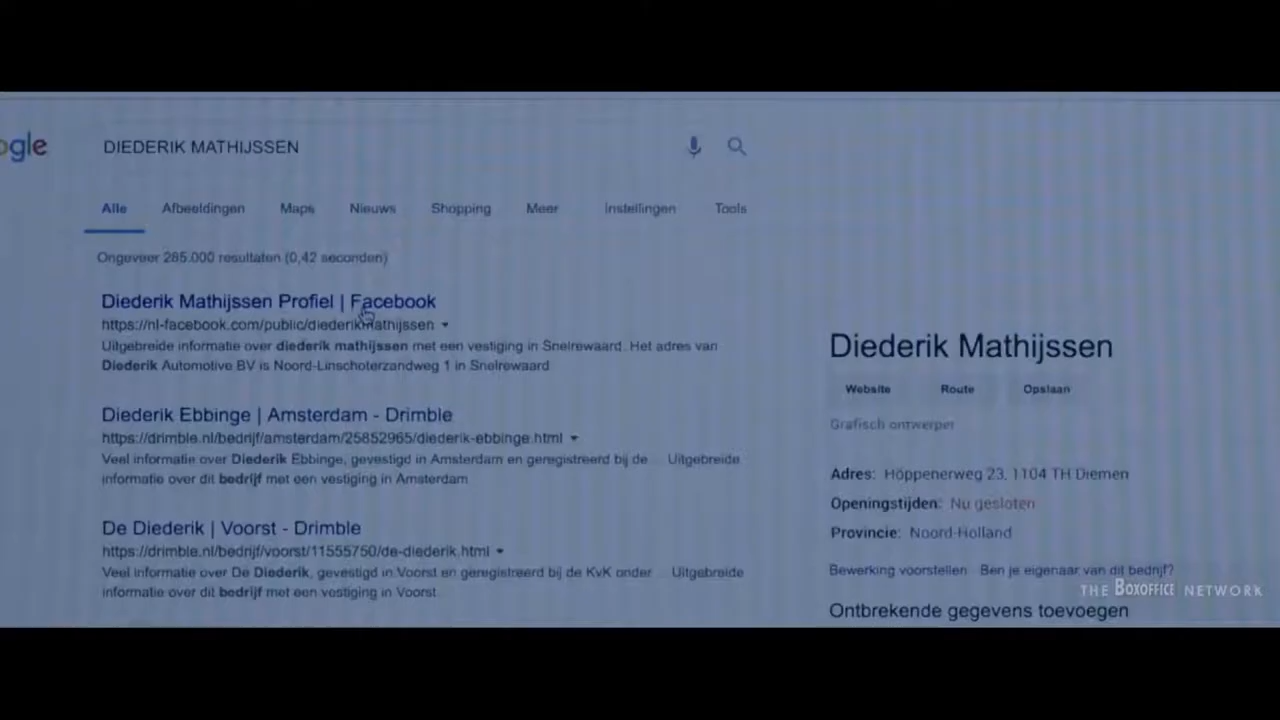 ogle
DIEDERIK MATHIJSSEN
Alle Afbeeldingen Maps Nieuws Shopping Meer Instellingen Tools
Ongeveer 285.000 resultaten (0,42 seconden)
Diederik Mathijssen Profiel | Facebook
https://nl-facebook.com/public/diederikmathijssen
Uitgebreide informatie over diederik mathijssen met een vestiging in Snelrewaard. Het adres van
Diederik Automotive BV is Noord-Linschoterzandweg 1 in Snelrewaard
Diederik Ebbinge | Amsterdam - Drimble
https://drimble.nl/bedrijf/amsterdam/25852965/diederik-ebbinge.html
Veel informatie over Diederik Ebbinge, gevestigd in Amsterdam en geregistreerd bij de ... Uitgebreide
informatie over dit bedrijf met een vestiging in Amsterdam
De Diederik | Voorst - Drimble
https://drimble.nl/bedrijf/voorst/11555750/de-diederik.html
Veel informatie over De Diederik, gevestigd in Voorst en geregistreerd bij de KvK onder ... Uitgebreide
informatie over dit bedrijf met een vestiging in Voorst
Diederik Mathijssen
Website Route Opslaan
Grafisch ontwerper
Adres: Höppenerweg 23, 1104 TH Diemen
Openingstijden: Nu gesloten
Provincie: Noord-Holland
Bewerking voorstellen Ben je eigenaar van dit bedrijf?
THE BOXOFFICE NETWORK
Ontbrekende gegevens toevoegen